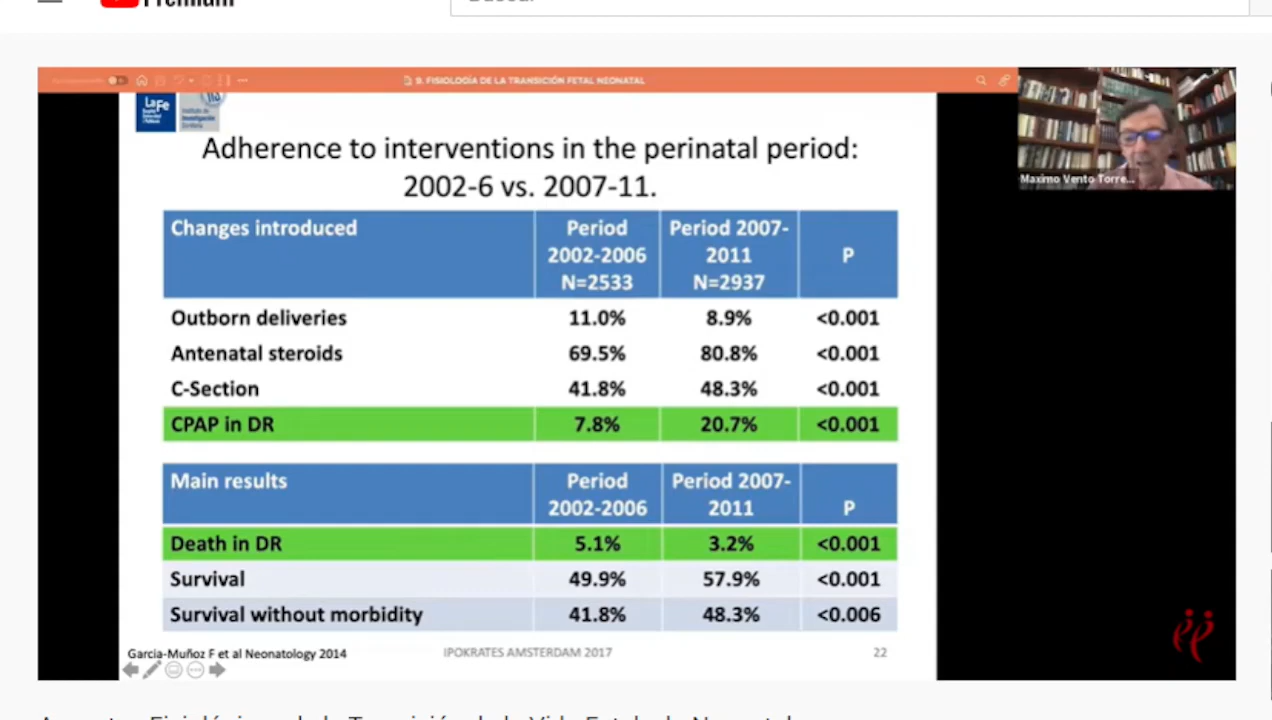 Premium
9. FISIOLOGÍA DE LA TRANSICIÓN FETAL NEONATAL
LaFe
Maximo Vento Torre...
Adherence to interventions in the perinatal period:
2002-6 vs. 2007-11.
Changes introduced
Period 2002-2006 N=2533
Period 2007-2011 N=2937
P
Outborn deliveries 11.0% 8.9% <0.001
Antenatal steroids 69.5% 80.8% <0.001
C-Section 41.8% 48.3% <0.001
CPAP in DR 7.8% 20.7% <0.001
Main results
Period 2002-2006
Period 2007-2011
P
Death in DR 5.1% 3.2% <0.001
Survival 49.9% 57.9% <0.001
Survival without morbidity 41.8% 48.3% <0.006
Garcia-Muñoz F et al Neonatology 2014
IPOKRATES AMSTERDAM 2017
22